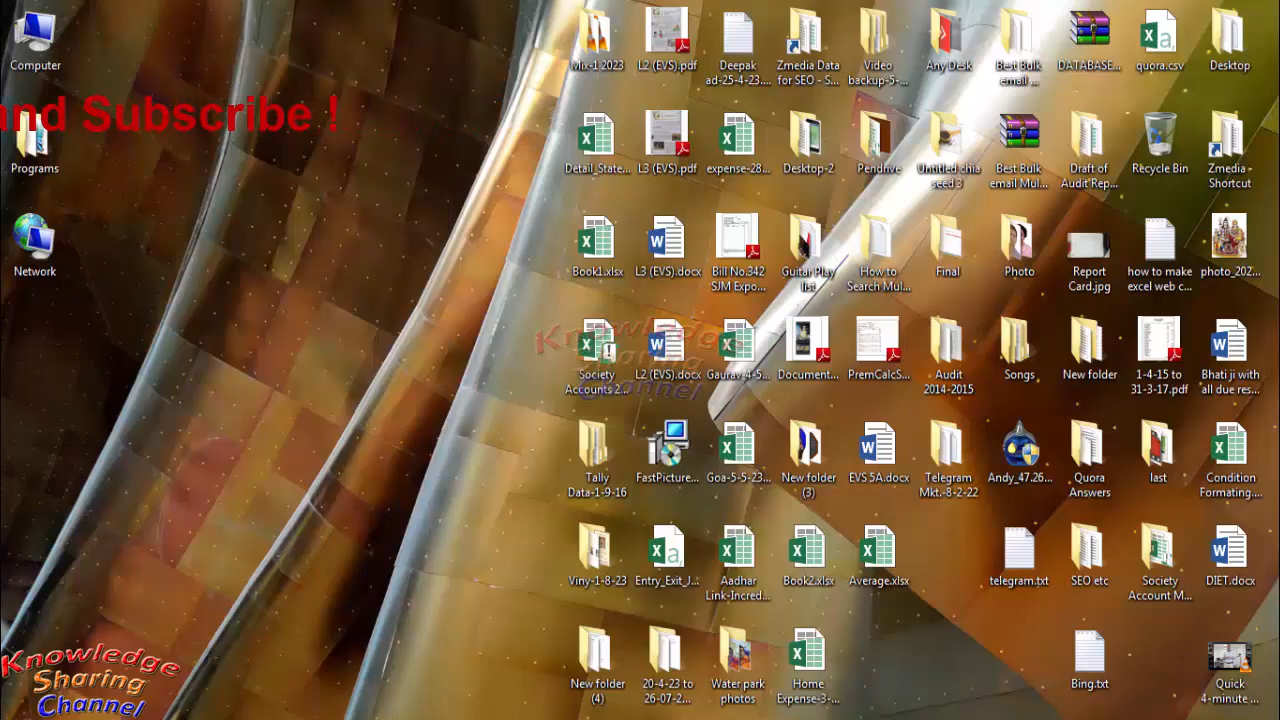 Computer
and Subscribe !
Programs
Network
Mix-1 2023
L2 (EVS).pdf
Deepak
ad-25-4-23....
Zmedia Data
for SEO - S...
Video
backup-5-...
Any Desk
Best Bulk
email ...
DATABASE...
quora.csv
Desktop
Detail_State...
L3 (EVS).pdf
expense-28...
Desktop-2
Pendrive
Untitled chia
seed 3
Best Bulk
email Mul...
Draft of
Audit'Rep...
Recycle Bin
Zmedia -
Shortcut
Book1.xlsx
L3 (EVS).docx
Bill No.342
SJM Expo...
Guitar Play
list
How to
Search Mul...
Final
Photo
Report
Card.jpg
how to make
excel web c...
photo_202...
Society
Accounts 2...
L2 (EVS).docx
Gaurav-4-5...
Document...
PremCalcS...
Audit
2014-2015
Songs
New folder
1-4-15 to
31-3-17.pdf
Bhati ji with
all due res...
Knowledge
Sharing
Channel
Tally
Data-1-9-16
FastPicture...
Goa-5-5-23...
New folder
(3)
EVS 5A.docx
Telegram
Mkt.-8-2-22
Andy_47.26...
Quora
Answers
last
Condition
Formating....
Viny-1-8-23
Entry_Exit_J...
Aadhar
Link-Incred...
Book2.xlsx
Average.xlsx
telegram.txt
SEO etc
Society
Account M...
DIET.docx
New folder
(4)
20-4-23 to
26-07-2...
Water park
photos
Home
Expense-3-...
Bing.txt
Quick
4-minute ...
Knowledge
Sharing
Channel